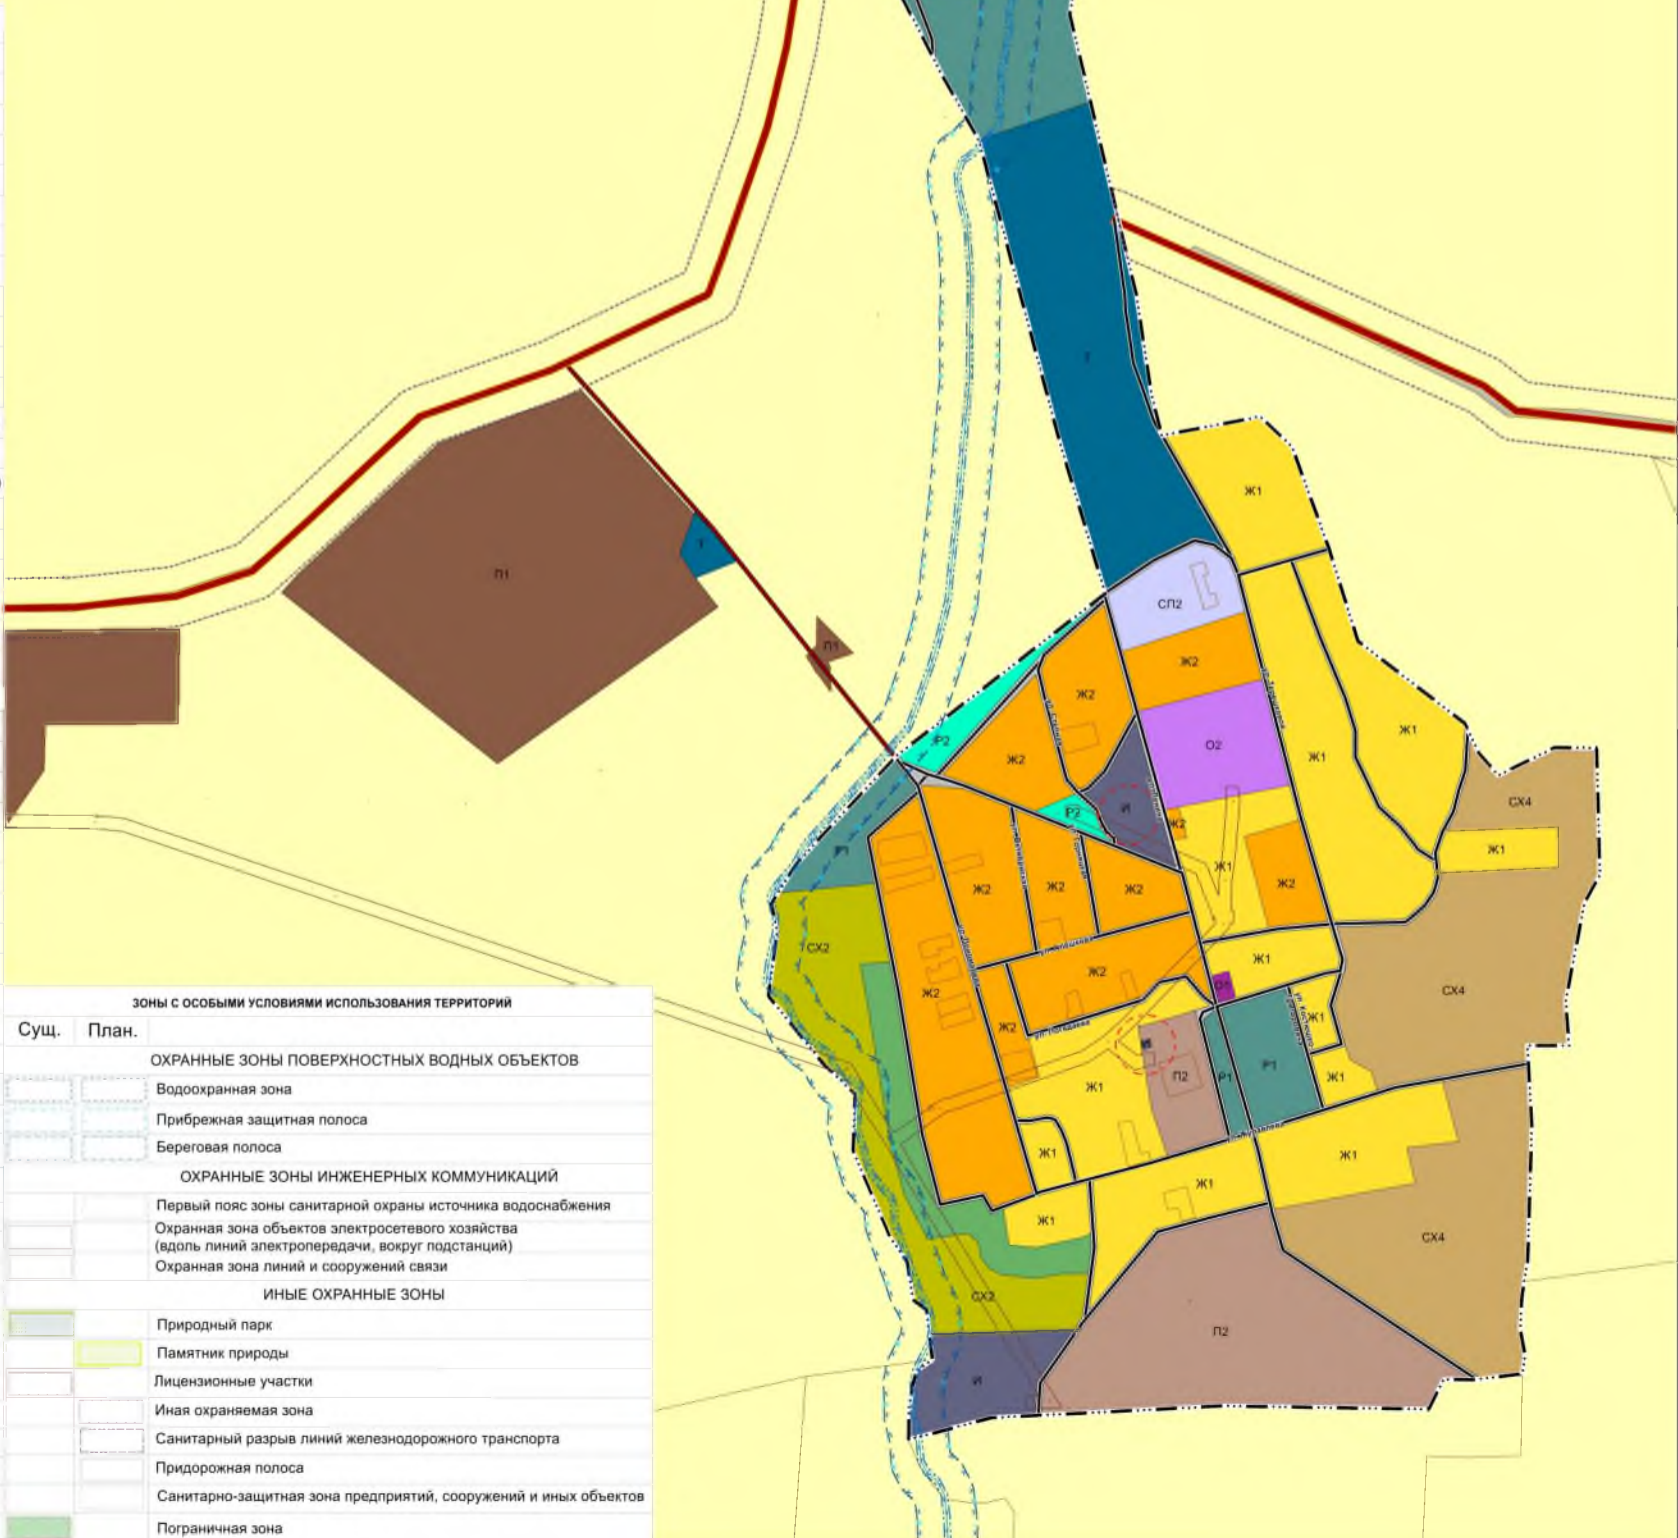 Ж1
Т
П1
Т
СП2
П1
Ж2
Ж2
Р2
Ж2
О2
Ж1
Ж1
СХ4
Р2
И
Ж2
Ж1
Р1
Ж1
Ж2
Ж2
Ж2
Ж2
СХ2
Ж1
Ж2
Ж2
СХ4
Ж2
Ж1
Р1
Р1
П2
Ж1
Ж1
Ж1
Ж1
Ж1
Ж1
СХ4
СХ2
П2
И
ЗОНЫ С ОСОБЫМИ УСЛОВИЯМИ ИСПОЛЬЗОВАНИЯ ТЕРРИТОРИЙ
Сущ. План.
ОХРАННЫЕ ЗОНЫ ПОВЕРХНОСТНЫХ ВОДНЫХ ОБЪЕКТОВ
Водоохранная зона
Прибрежная защитная полоса
Береговая полоса
ОХРАННЫЕ ЗОНЫ ИНЖЕНЕРНЫХ КОММУНИКАЦИЙ
Первый пояс зоны санитарной охраны источника водоснабжения
Охранная зона объектов электросетевого хозяйства
(вдоль линий электропередачи, вокруг подстанций)
Охранная зона линий и сооружений связи
ИНЫЕ ОХРАННЫЕ ЗОНЫ
Природный парк
Памятник природы
Лицензионные участки
Иная охраняемая зона
Санитарный разрыв линий железнодорожного транспорта
Придорожная полоса
Санитарно-защитная зона предприятий, сооружений и иных объектов
Пограничная зона